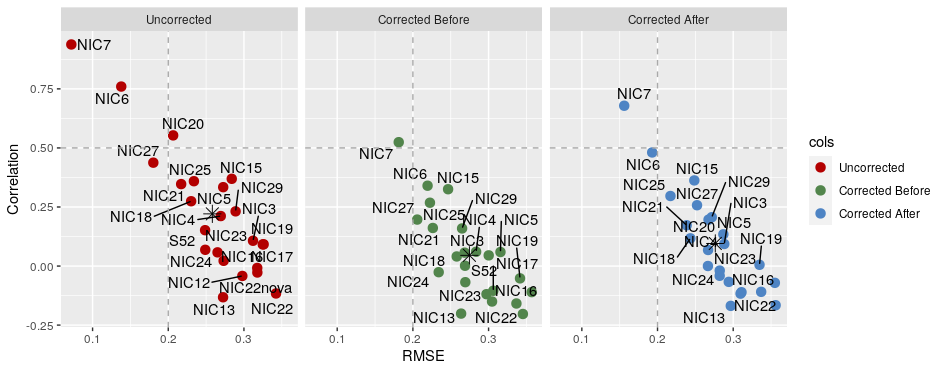 Uncorrected
Corrected Before
Corrected After
Correlation
0.75
0.50
0.25
0.00
-0.25
NIC7
NIC6
NIC20
NIC27
NIC25
NIC15
NIC21
NIC5
NIC29
NIC18
NIC4
NIC3
S52
NIC23
NIC19
NIC24
NIC16
NIC17
NIC12
NIC22nova
NIC13
NIC22
NIC7
NIC6
NIC15
NIC27
NIC25
NIC29
NIC4
NIC5
NIC21
NIC3
NIC19
NIC18
S52
NIC17
NIC24
NIC23
NIC16
NIC13
NIC22
NIC7
NIC6
NIC15
NIC25
NIC27
NIC29
NIC21
NIC20
NIC3
NIC19
NIC18
NIC23
NIC24
NIC16
NIC22
NIC13
0.1
0.2
0.3
0.1
0.2
0.3
0.1
0.2
0.3
RMSE
cols
Uncorrected
Corrected Before
Corrected After